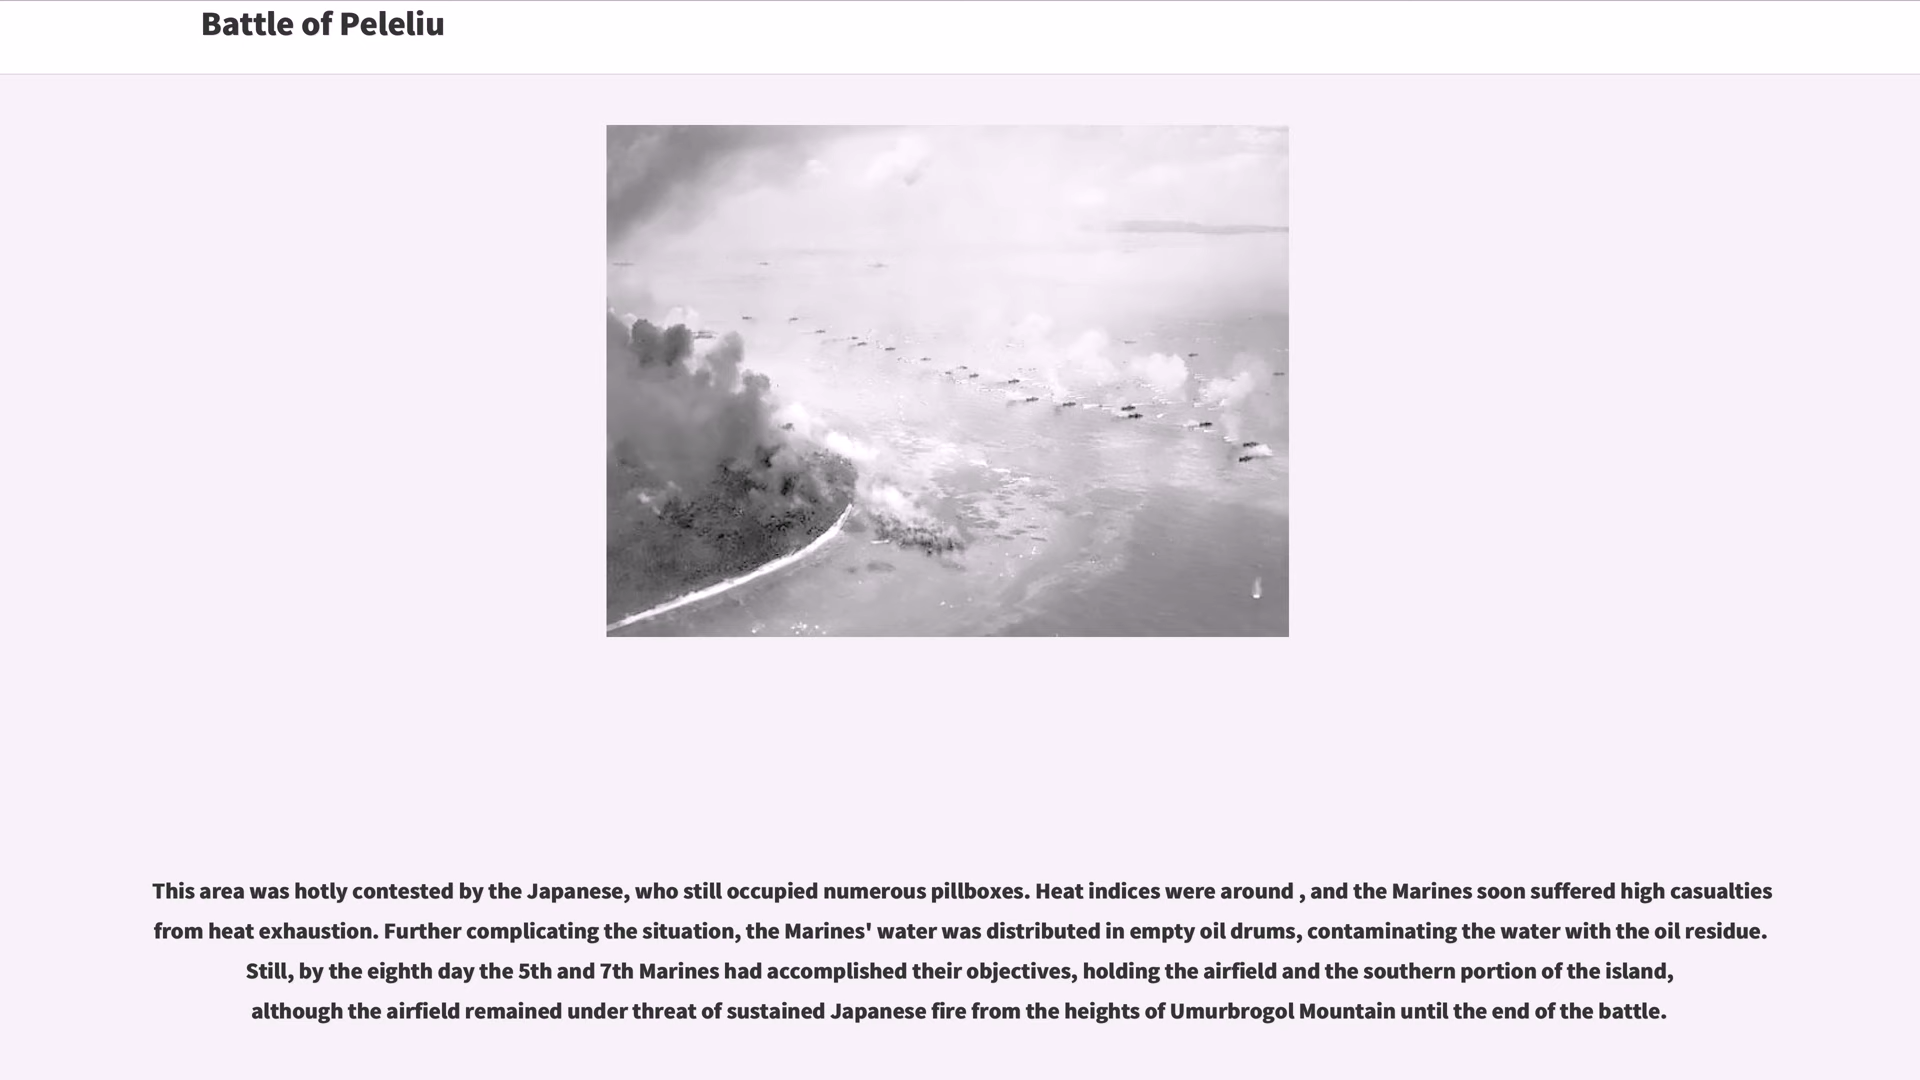 Battle of Peleliu
This area was hotly contested by the Japanese, who still occupied numerous pillboxes. Heat indices were around , and the Marines soon suffered high casualties
from heat exhaustion. Further complicating the situation, the Marines' water was distributed in empty oil drums, contaminating the water with the oil residue.
Still, by the eighth day the 5th and 7th Marines had accomplished their objectives, holding the airfield and the southern portion of the island,
although the airfield remained under threat of sustained Japanese fire from the heights of Umurbrogol Mountain until the end of the battle.